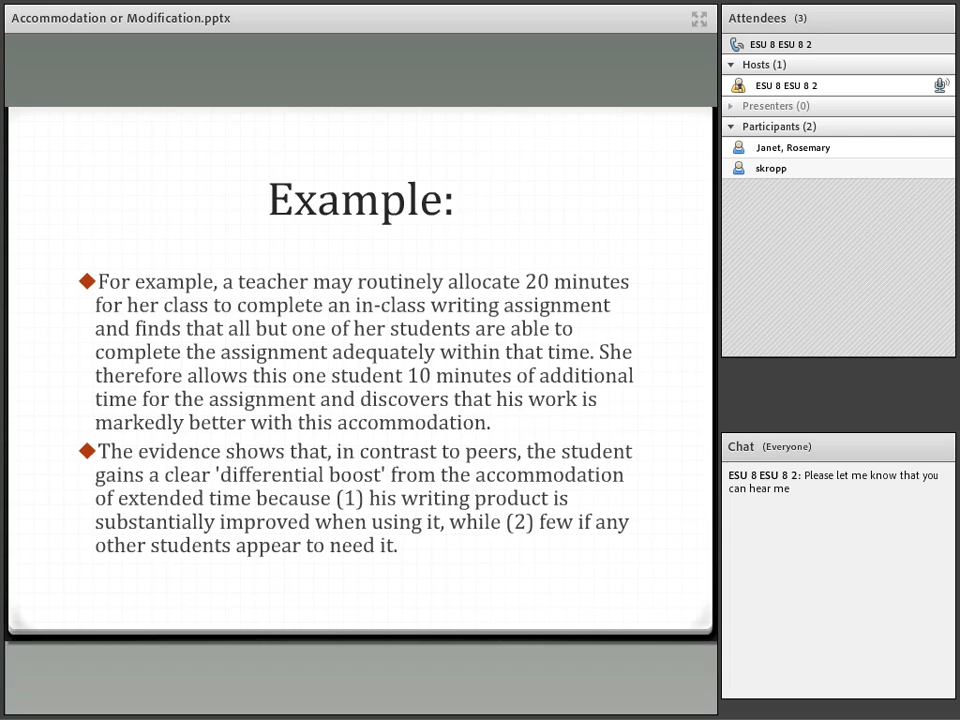 Accommodation or Modification.pptx
Example:
For example, a teacher may routinely allocate 20 minutes
for her class to complete an in-class writing assignment
and finds that all but one of her students are able to
complete the assignment adequately within that time. She
therefore allows this one student 10 minutes of additional
time for the assignment and discovers that his work is
markedly better with this accommodation.
The evidence shows that, in contrast to peers, the student
gains a clear 'differential boost' from the accommodation
of extended time because (1) his writing product is
substantially improved when using it, while (2) few if any
other students appear to need it.
Attendees (3)
ESU 8 ESU 8 2
Hosts (1)
ESU 8 ESU 8 2
Presenters (0)
Participants (2)
Janet, Rosemary
skropp
Chat (Everyone)
ESU 8 ESU 8 2: Please let me know that you
can hear me